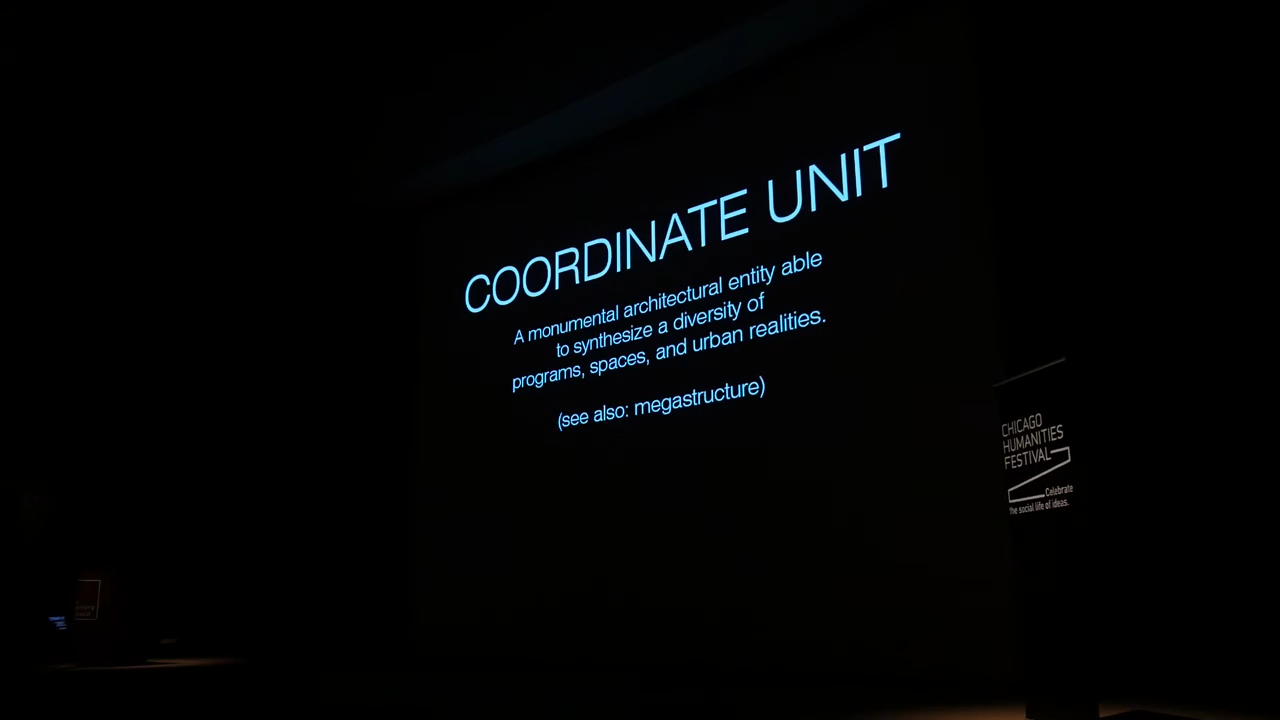 COORDINATE UNIT
A monumental architectural entity able
to synthesize a diversity of
programs, spaces, and urban realities.
(see also: megastructure)
CHICAGO
HUMANITIES
FESTIVAL
Celebrate
The social life of ideas.